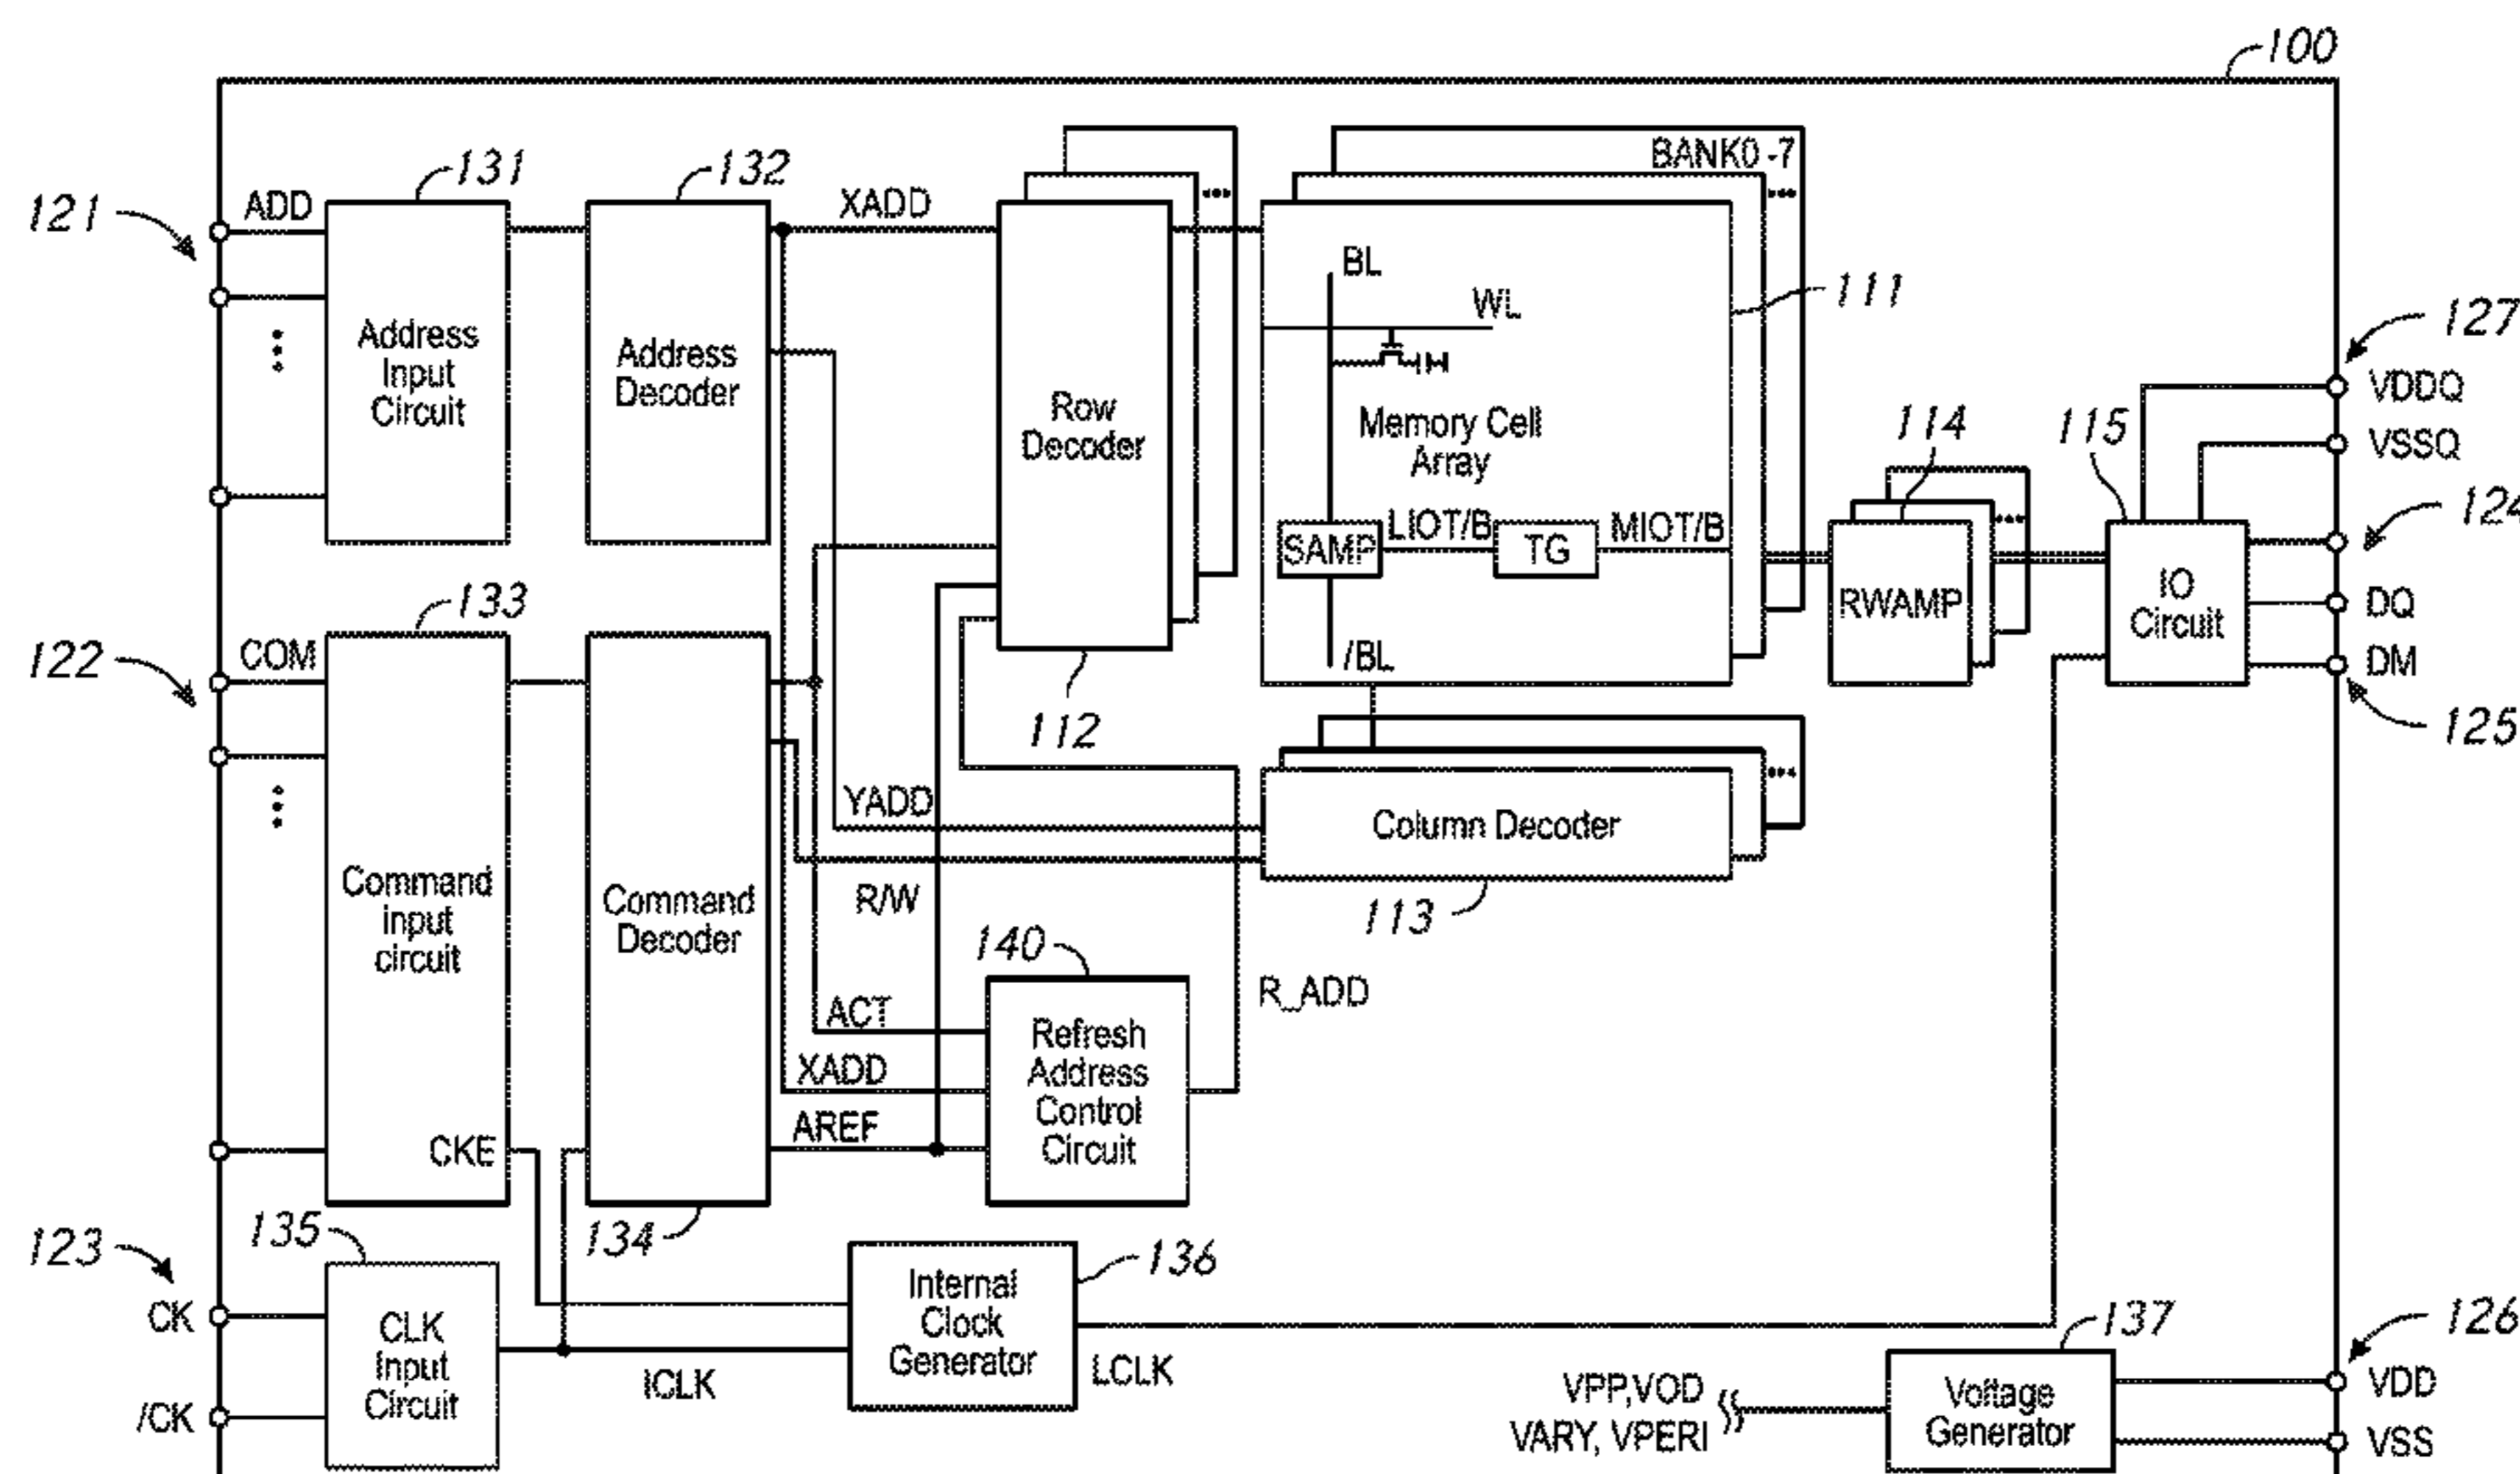 100
BANK0 -7
131
132
121
ADD
XADD
Address
Input
Circuit
Address
Decoder
Row
Decoder
BL
WL
111
127
VDDQ
VSSQ
Memory Cell
Array
114
115
124
SAMP
LIOT/B
TG
MIOT/B
RWAMP
IO
Circuit
DQ
DM
125
133
122
COM
/BL
112
YADD
Column Decoder
R/W
113
Command
input
circuit
Command
Decoder
140
R_ADD
ACT
XADD
AREF
Refresh
Address
Control
Circuit
CKE
135
134
123
136
CK
/CK
CLK
Input
Circuit
ICLK
Internal
Clock
Generator
LCLK
137
126
VPP,VOD
VARY, VPERI
Voltage
Generator
VDD
VSS